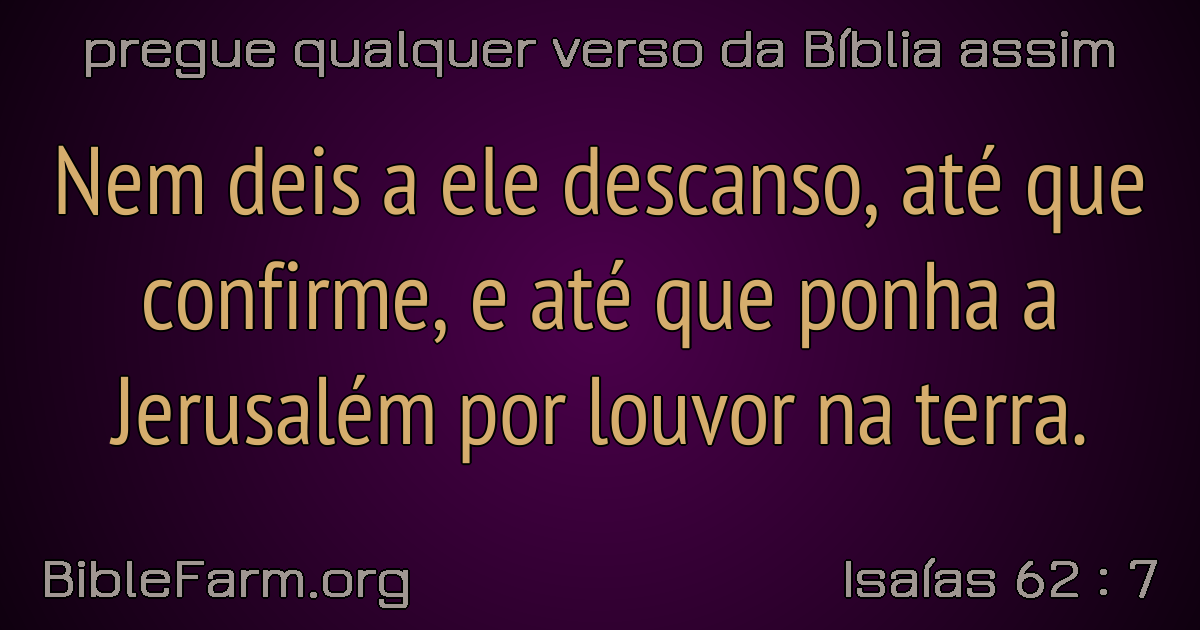 pregue qualquer verso da Bíblia assim
Nem deis a ele descanso, até que
confirme, e até que ponha a
Jerusalém por louvor na terra.
BibleFarm.org
Isaías 62 : 7